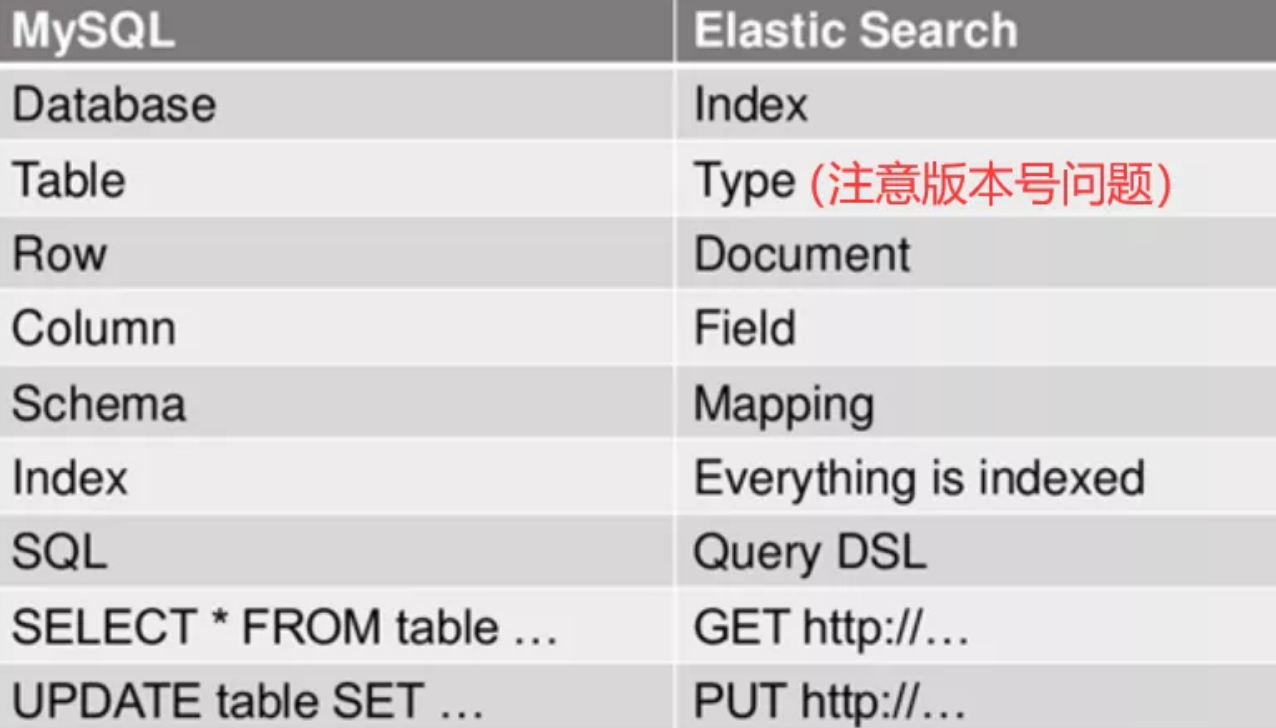 MySQL Elastic Search
Database Index
Table Type (注意版本号问题)
Row Document
Column Field
Schema Mapping
Index Everything is indexed
SQL Query DSL
SELECT * FROM table … GET http://…
UPDATE table SET … PUT http://…